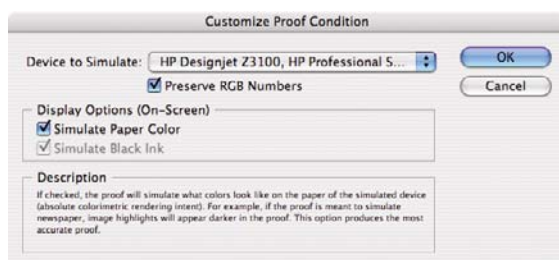 Customize Proof Condition
Device to Simulate: HP Designjet Z3100, HP Professional S... OK
Preserve RGB Numbers Cancel
Display Options (On-Screen)
Simulate Paper Color
Simulate Black Ink
Description
If checked, the proof will simulate what colors look like on the paper of the simulated device
(absolute colorimetric rendering intent). For example, if the proof is meant to simulate
newspaper, image highlights will appear darker in the proof. This option produces the most
accurate proof.